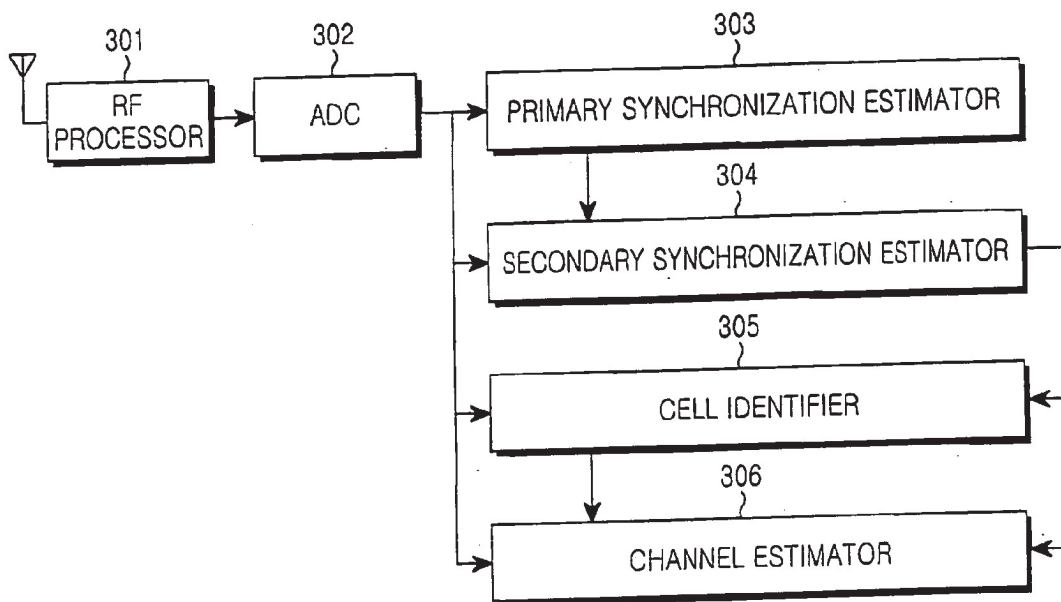 301
RF
PROCESSOR
302
ADC
303
PRIMARY SYNCHRONIZATION ESTIMATOR
304
SECONDARY SYNCHRONIZATION ESTIMATOR
305
CELL IDENTIFIER
306
CHANNEL ESTIMATOR